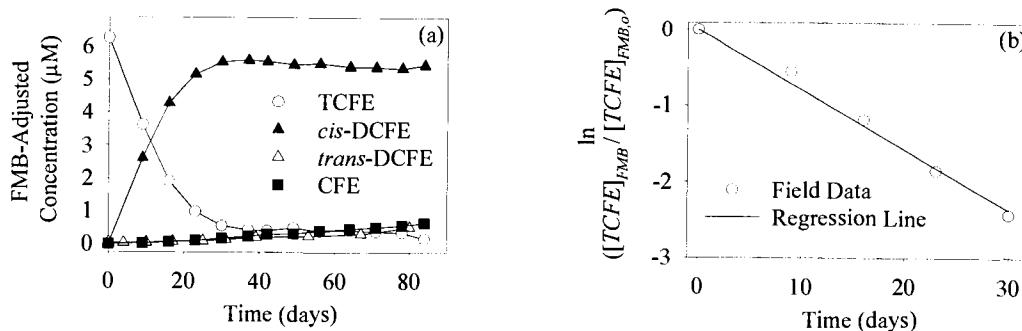 (a)
FMB-Adjusted
Concentration (µM)
6
5
4
3
2
1
0
TCFE
cis-DCFE
trans-DCFE
CFE
0 20 40 60 80
Time (days)
(b)
ln
([TCFE]FMB / [TCFE]FMB,o)
-0
-1
-2
-3
Field Data
Regression Line
0 10 20 30
Time (days)